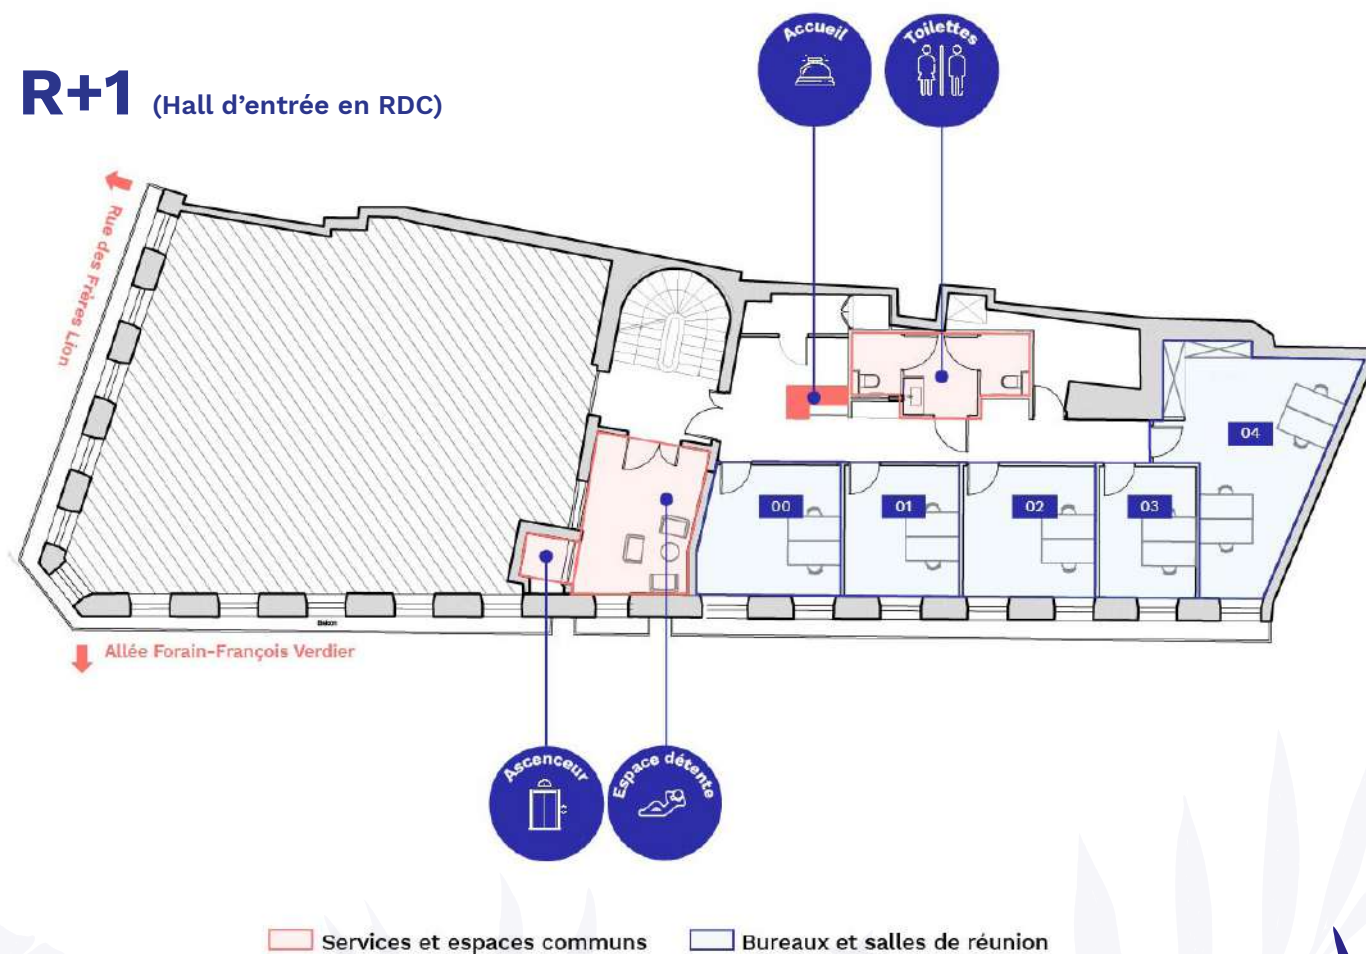 Accueil
Toilettes
R+1 (Hall d'entrée en RDC)
Rue des Frères Lion
04
00
01
02
03
Balcon
Allée Forain-François Verdier
Ascenceur
Espace détente
Services et espaces communs
Bureaux et salles de réunion